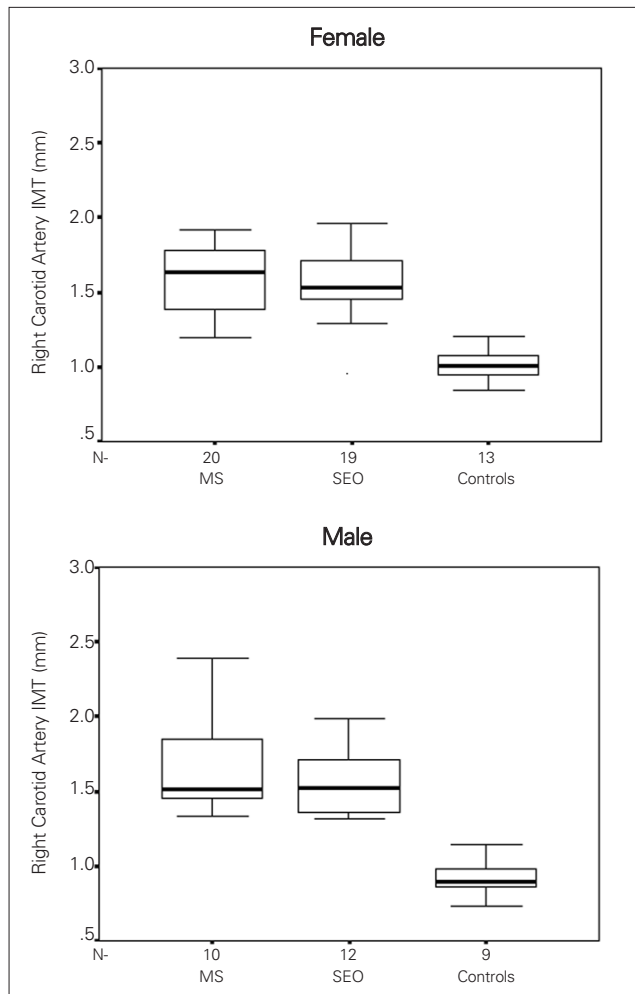 Female
Right Carotid Artery IMT (mm)
3.0
2.5
2.0
1.5
1.0
.5
N- 20 19 13
MS SEO Controls
Male
Right Carotid Artery IMT (mm)
3.0
2.5
2.0
1.5
1.0
.5
N- 10 12 9
MS SEO Controls